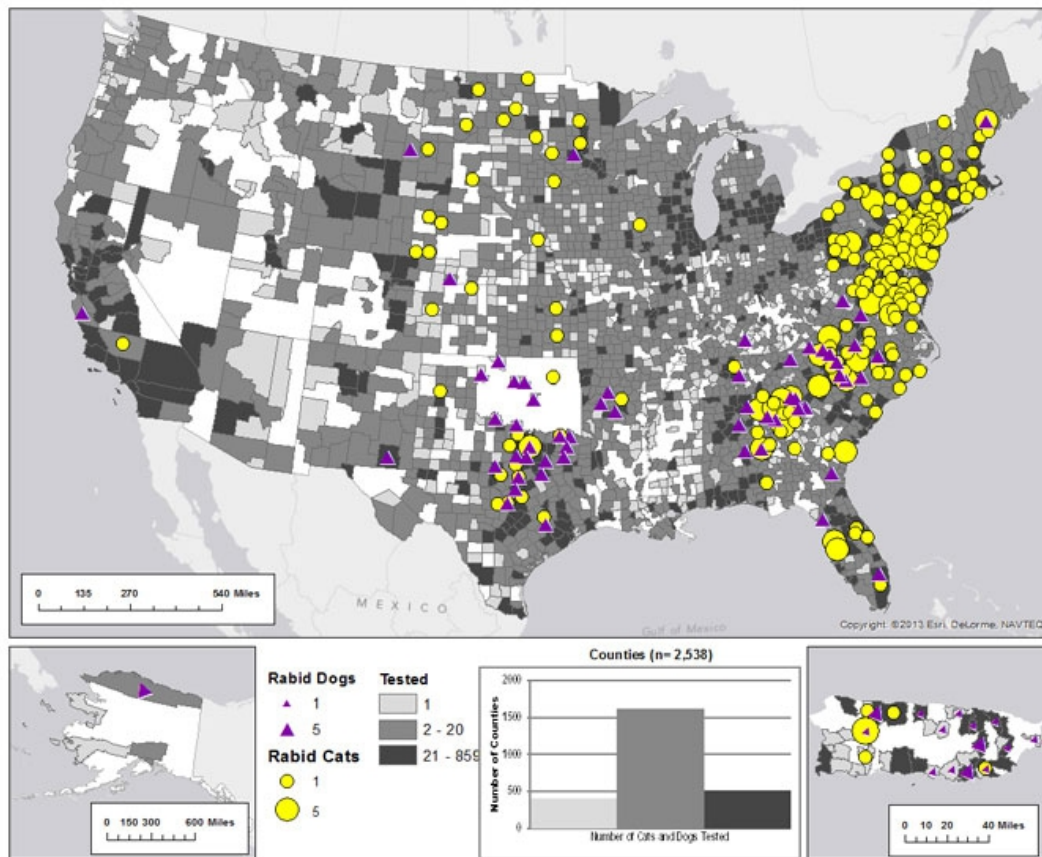 MEXICO
Gulf of Mexico
0 135 270 540 Miles
Copyright: ©2013 Esri, DeLorme, NAVTEQ
0 150 300 600 Miles
Rabid Dogs
1
5
Rabid Cats
1
5
Tested
1
2 - 20
21 - 859
Counties (n= 2,538)
Number of Counties
2000
1500
1000
500
0
Number of Cats and Dogs Tested
0 10 20 40 Miles